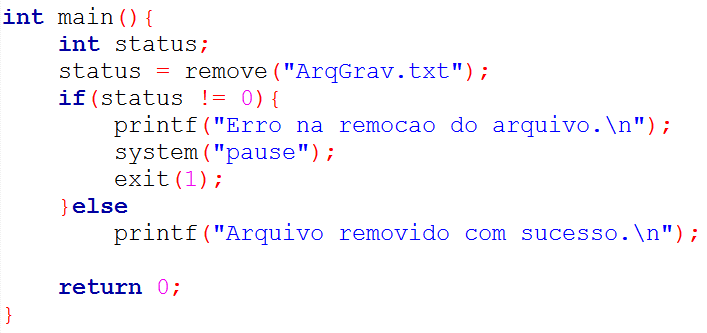 int main(){
    int status;
    status = remove("ArqGrav.txt");
    if(status != 0){
        printf("Erro na remocao do arquivo.\n");
        system("pause");
        exit(1);
    }else
        printf("Arquivo removido com sucesso.\n");

    return 0;
}